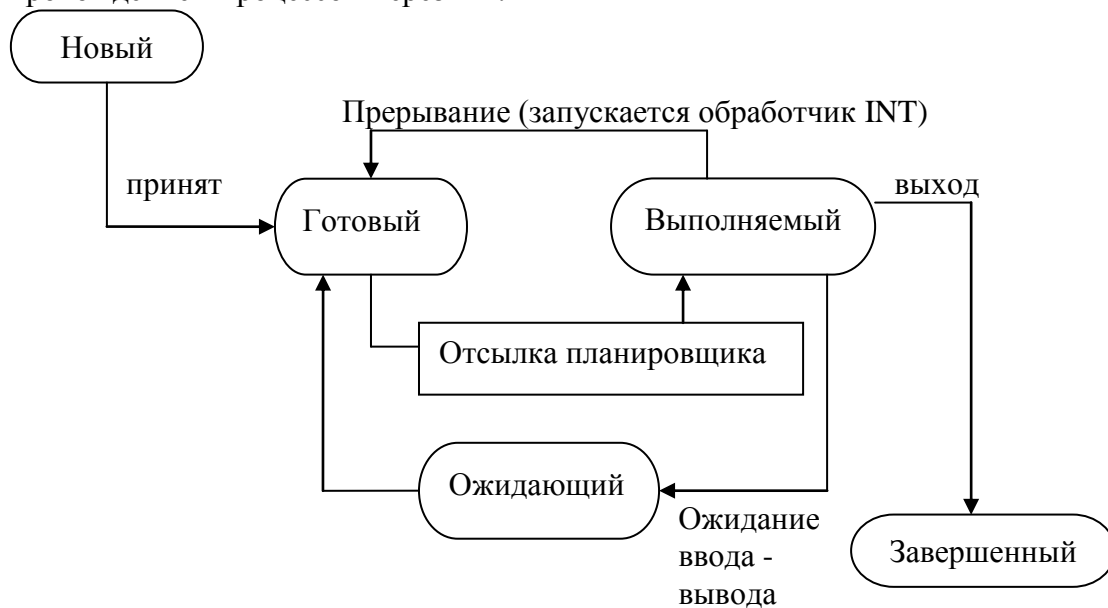 Новый
Прерывание (запускается обработчик INT)
принят
выход
Готовый
Выполняемый
Отсылка планировщика
Ожидающий
Ожидание
ввода -
вывода
Завершенный